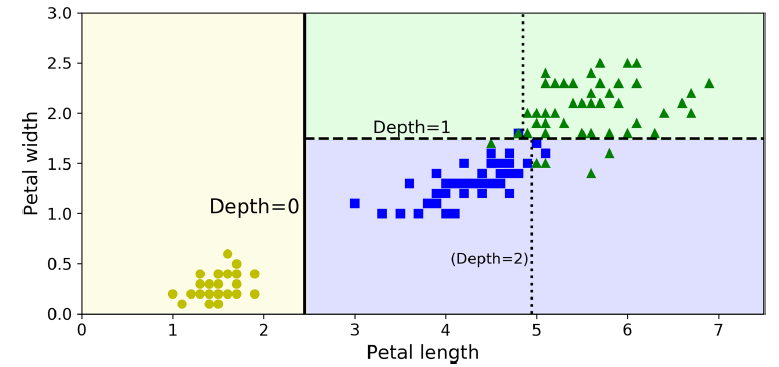 3.0
2.5
2.0
1.5
1.0
0.5
0.0
Petal width
Depth=1
Depth=0
(Depth=2)
0 1 2 3 4 5 6 7
Petal length